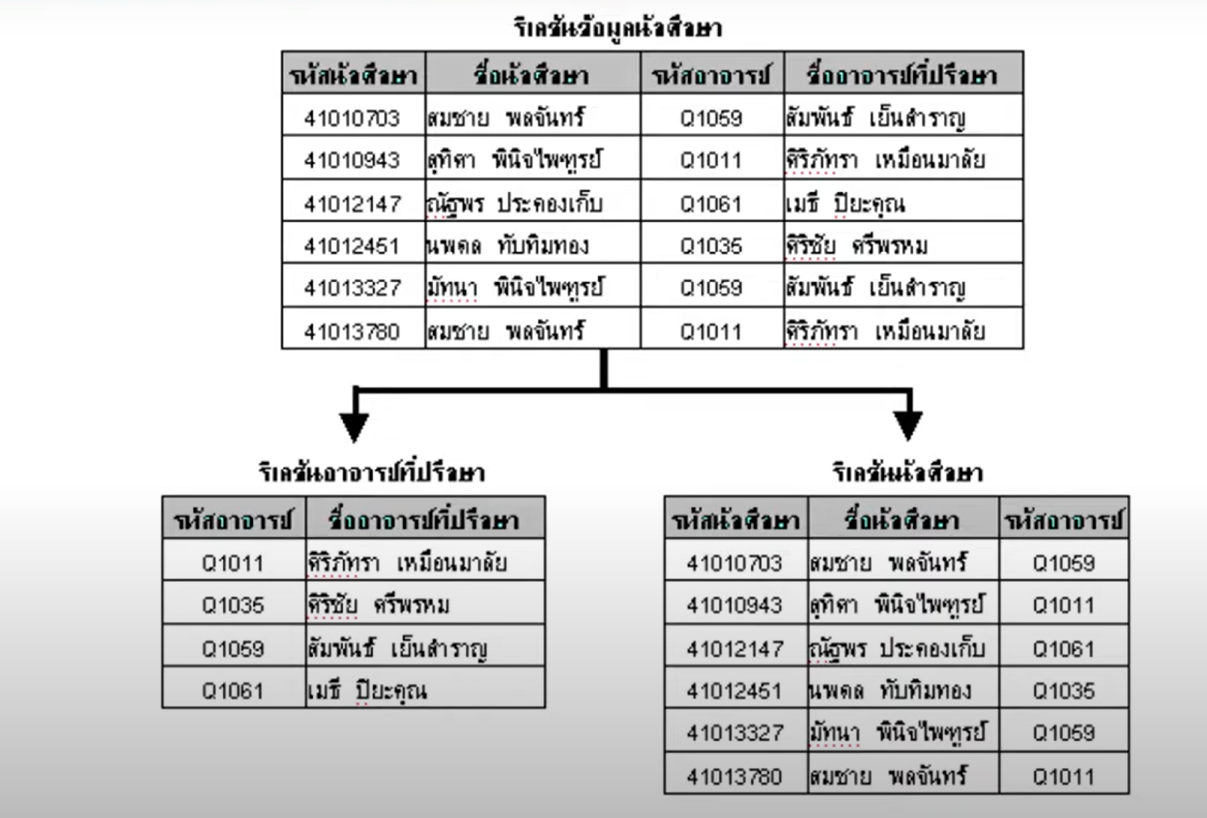 รีเลชันข้อมูลนักศึกษา
รหัสนักศึกษา ชื่อนักศึกษา รหัสอาจารย์ ชื่ออาจารย์ที่ปรึกษา
41010703 สมชาย พลจันทร์ Q1059 สัมพันธ์ เย็นสำราญ
41010943 สุทิศา พินิจไพฑูรย์ Q1011 ศิริภัทรา เหมือนมาลัย
41012147 ณัฐพร ประคองเก็บ Q1061 เมธี ปิยะคุณ
41012451 นพดล ทับทิมทอง Q1035 ศิริชัย ศรีพรหม
41013327 มัทนา พินิจไพฑูรย์ Q1059 สัมพันธ์ เย็นสำราญ
41013780 สมชาย พลจันทร์ Q1011 ศิริภัทรา เหมือนมาลัย
รีเลชันอาจารย์ที่ปรึกษา
รหัสอาจารย์ ชื่ออาจารย์ที่ปรึกษา
Q1011 ศิริภัทรา เหมือนมาลัย
Q1035 ศิริชัย ศรีพรหม
Q1059 สัมพันธ์ เย็นสำราญ
Q1061 เมธี ปิยะคุณ
รีเลชันนักศึกษา
รหัสนักศึกษา ชื่อนักศึกษา รหัสอาจารย์
41010703 สมชาย พลจันทร์ Q1059
41010943 สุทิศา พินิจไพฑูรย์ Q1011
41012147 ณัฐพร ประคองเก็บ Q1061
41012451 นพดล ทับทิมทอง Q1035
41013327 มัทนา พินิจไพฑูรย์ Q1059
41013780 สมชาย พลจันทร์ Q1011